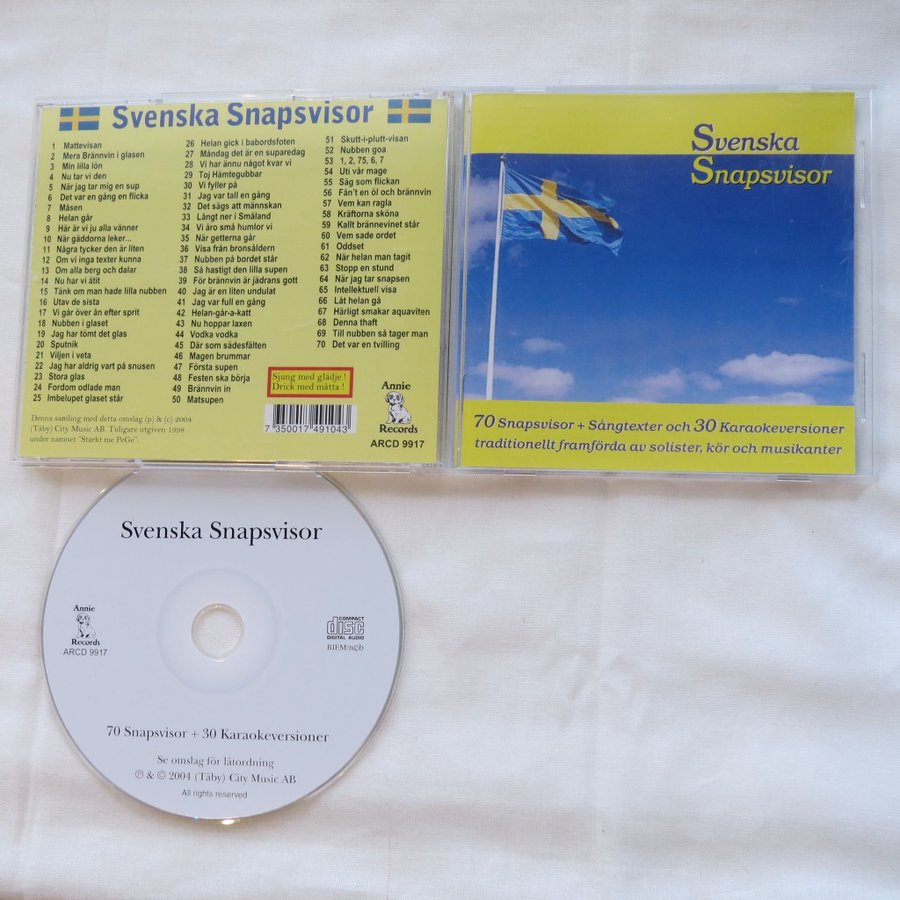 Svenska Snapsvisor
1 Mattevisan
2 Mera Brännvin i glasen
3 Min lilla lön
4 Nu tar vi den
5 När jag tar mig en sup
6 Det var en gång en flicka
7 Måsen
8 Helan går
9 Här är vi ju alla vänner
10 När gäddorna leker...
11 Några tycker den är liten
12 Om vi inga texter kunna
13 Om alla berg och dalar
14 Nu har vi ätit
15 Tänk om man hade lilla nubben
16 Utav de sista
17 Vi går över ån efter sprit
18 Nubben i glaset
19 Jag har tömt det glas
20 Sputnik
21 Viljen i veta
22 Jag har aldrig vart på snusen
23 Stora glas
24 Fordom odlade man
25 Imbelupet glaset står
26 Helan gick i babordsfoten
27 Måndag det är en suparedag
28 Vi har ännu något kvar vi
29 Toj Hämtegubbar
30 Vi fyller på
31 Jag var tall en gång
32 Det sägs att människan
33 Långt ner i Småland
34 Vi äro små humlor vi
35 När getterna går
36 Visa från bronsåldern
37 Nubben på bordet står
38 Så hastigt den lilla supen
39 För brännvin är jädrans gott
40 Jag är en liten undulat
41 Jag var full en gång
42 Helan-går-a-katt
43 Nu hoppar laxen
44 Vodka vodka
45 Där som sädesfälten
46 Magen brummar
47 Första supen
48 Festen ska börja
49 Brännvin in
50 Matsupen
51 Skutt-i-plutt-visan
52 Nubben goa
53 1, 2, 75, 6, 7
54 Uti vår mage
55 Säg som flickan
56 Fån't en öl och brännvin
57 Vem kan ragla
58 Kräftorna sköna
59 Kallt brännevinet står
60 Vem sade ordet
61 Oddset
62 När helan man tagit
63 Stopp en stund
64 När jag tar snapsen
65 Intellektuell visa
66 Låt helan gå
67 Härligt smakar aquaviten
68 Denna thaft
69 Till nubben så tager man
70 Det var en tvilling
Sjung med glädje !
Drick med måtta !
Denna samling med detta omslag (p) & (c) 2004
(Täby) City Music AB. Tidigare utgiven 1998
under namnet "Starkt me PeGe".
7 350017 491043
Annie
Records
ARCD 9917
Svenska
Snapsvisor
70 Snapsvisor + Sångtexter och 30 Karaokeversioner
traditionellt framförda av solister, kör och musikanter
Svenska Snapsvisor
Annie
Records
ARCD 9917
COMPACT
disc
DIGITAL AUDIO
BIEM/ncb
70 Snapsvisor + 30 Karaokeversioner
Se omslag för låtordning
℗ & © 2004 (Täby) City Music AB
All rights reserved